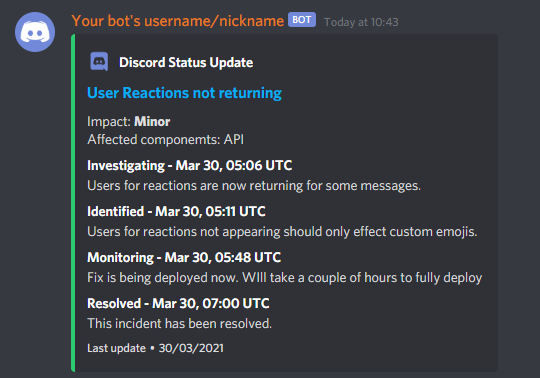 Your bot's username/nickname BOT Today at 10:43
Discord Status Update
User Reactions not returning
Impact: Minor
Affected componemts: API
Investigating - Mar 30, 05:06 UTC
Users for reactions are now returning for some messages.
Identified - Mar 30, 05:11 UTC
Users for reactions not appearing should only effect custom emojis.
Monitoring - Mar 30, 05:48 UTC
Fix is being deployed now. WIll take a couple of hours to fully deploy
Resolved - Mar 30, 07:00 UTC
This incident has been resolved.
Last update • 30/03/2021